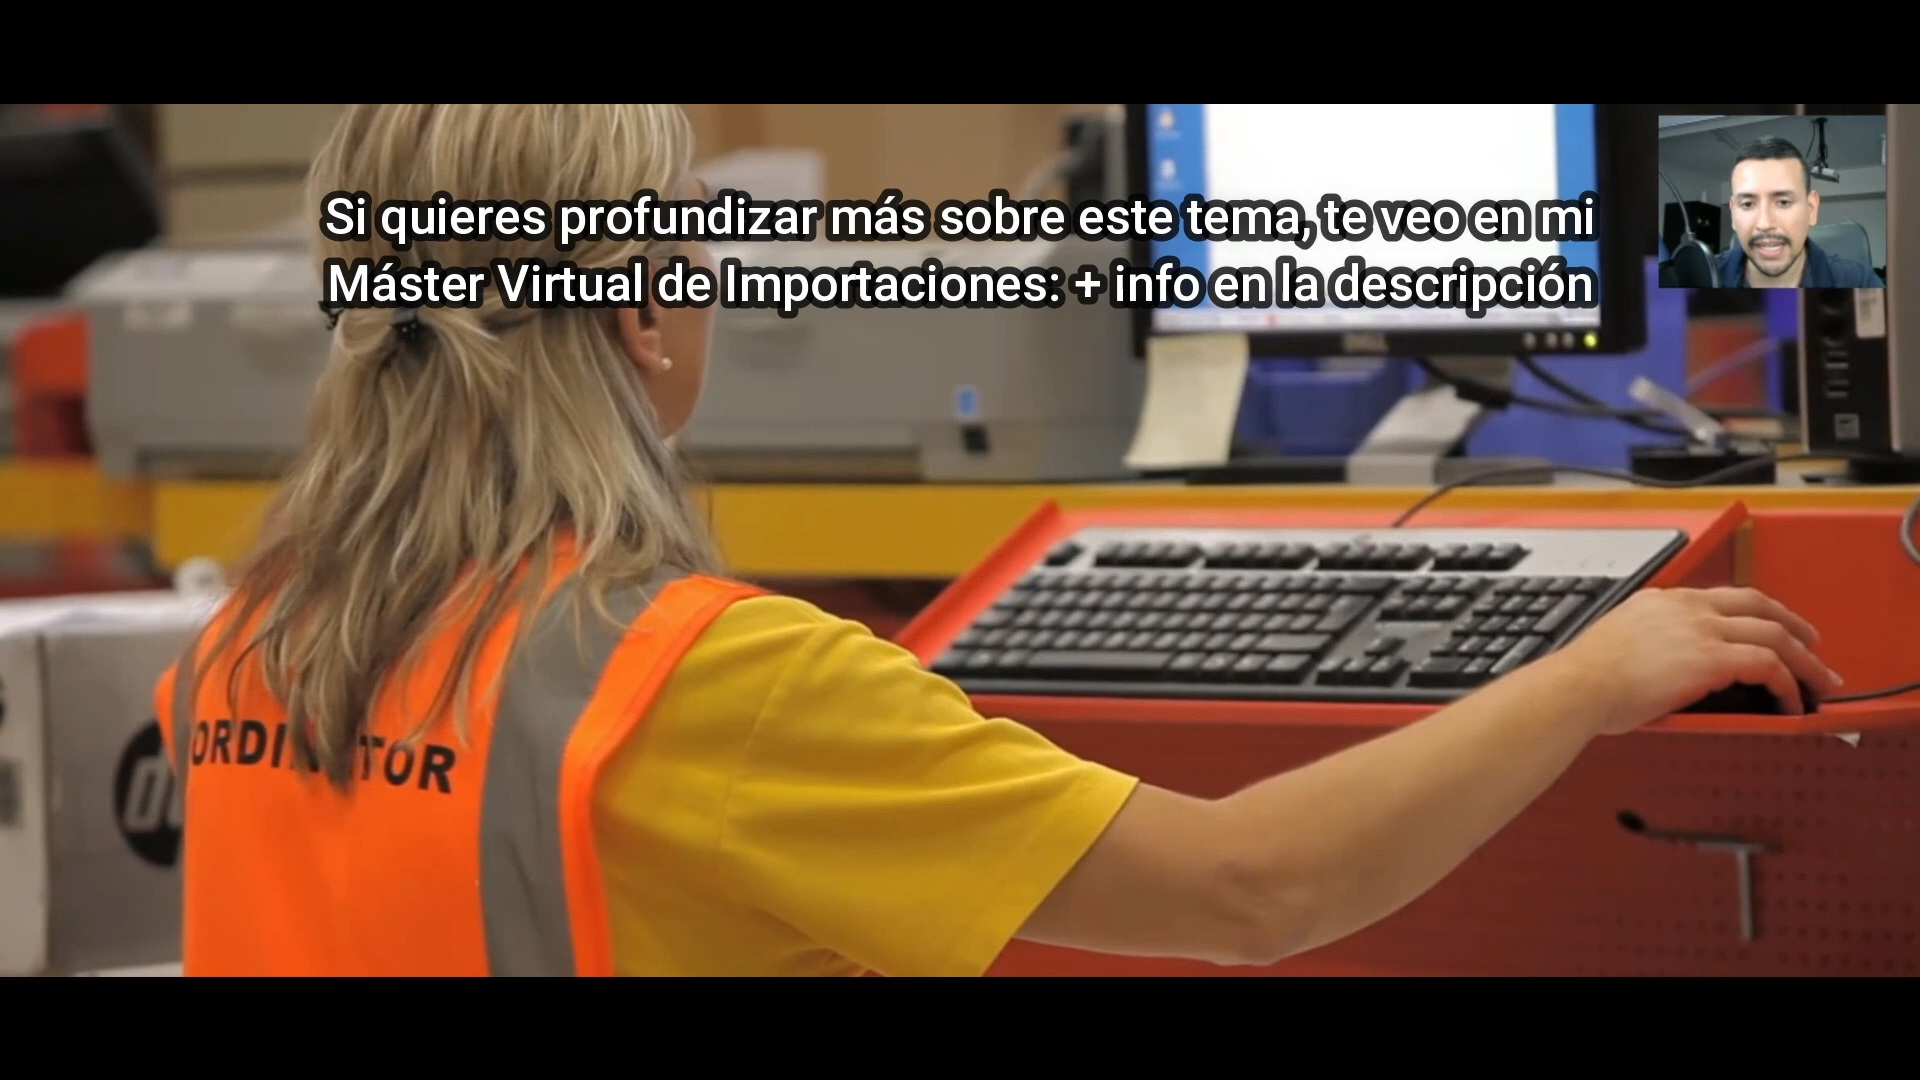 Si quieres profundizar más sobre este tema, te veo en mi
Máster Virtual de Importaciones: + info en la descripción
DELL